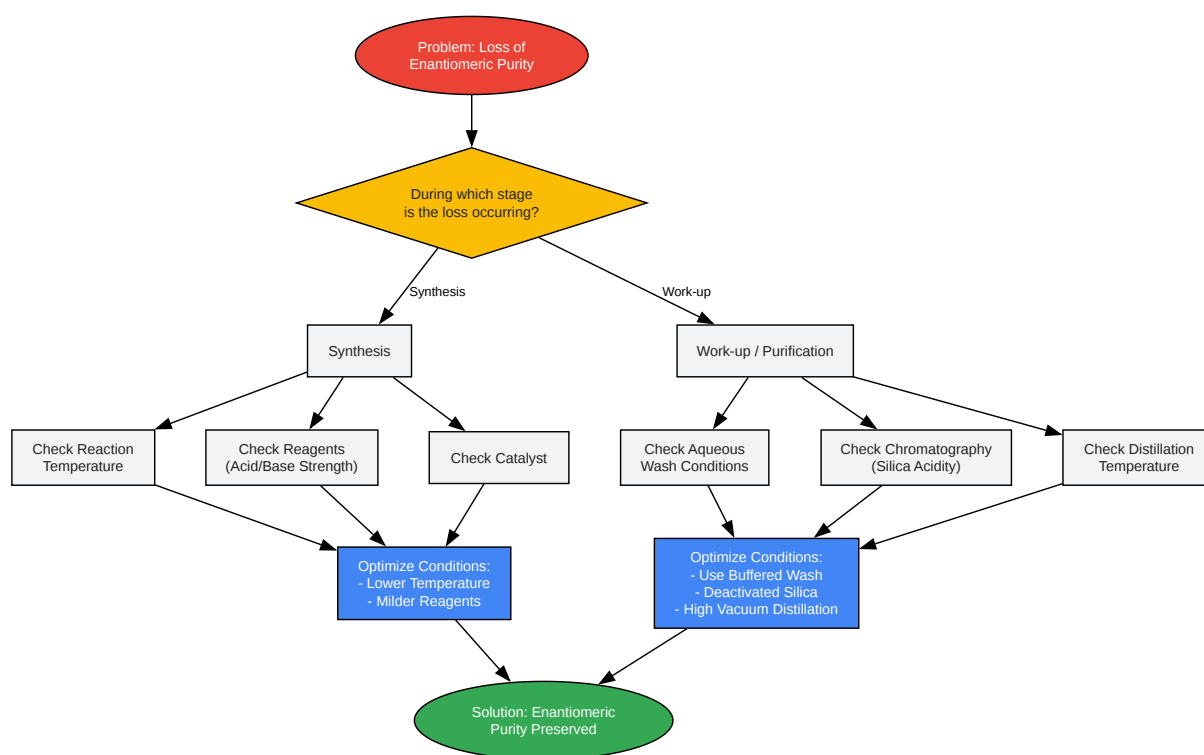 Problem: Loss of
Enantiomeric Purity
During which stage
is the loss occurring?
Synthesis
Work-up
Synthesis
Work-up / Purification
Check Reaction
Temperature
Check Reagents
(Acid/Base Strength)
Check Catalyst
Check Aqueous
Wash Conditions
Check Chromatography
(Silica Acidity)
Check Distillation
Temperature
Optimize Conditions:
- Lower Temperature
- Milder Reagents
Optimize Conditions:
- Use Buffered Wash
- Deactivated Silica
- High Vacuum Distillation
Solution: Enantiomeric
Purity Preserved